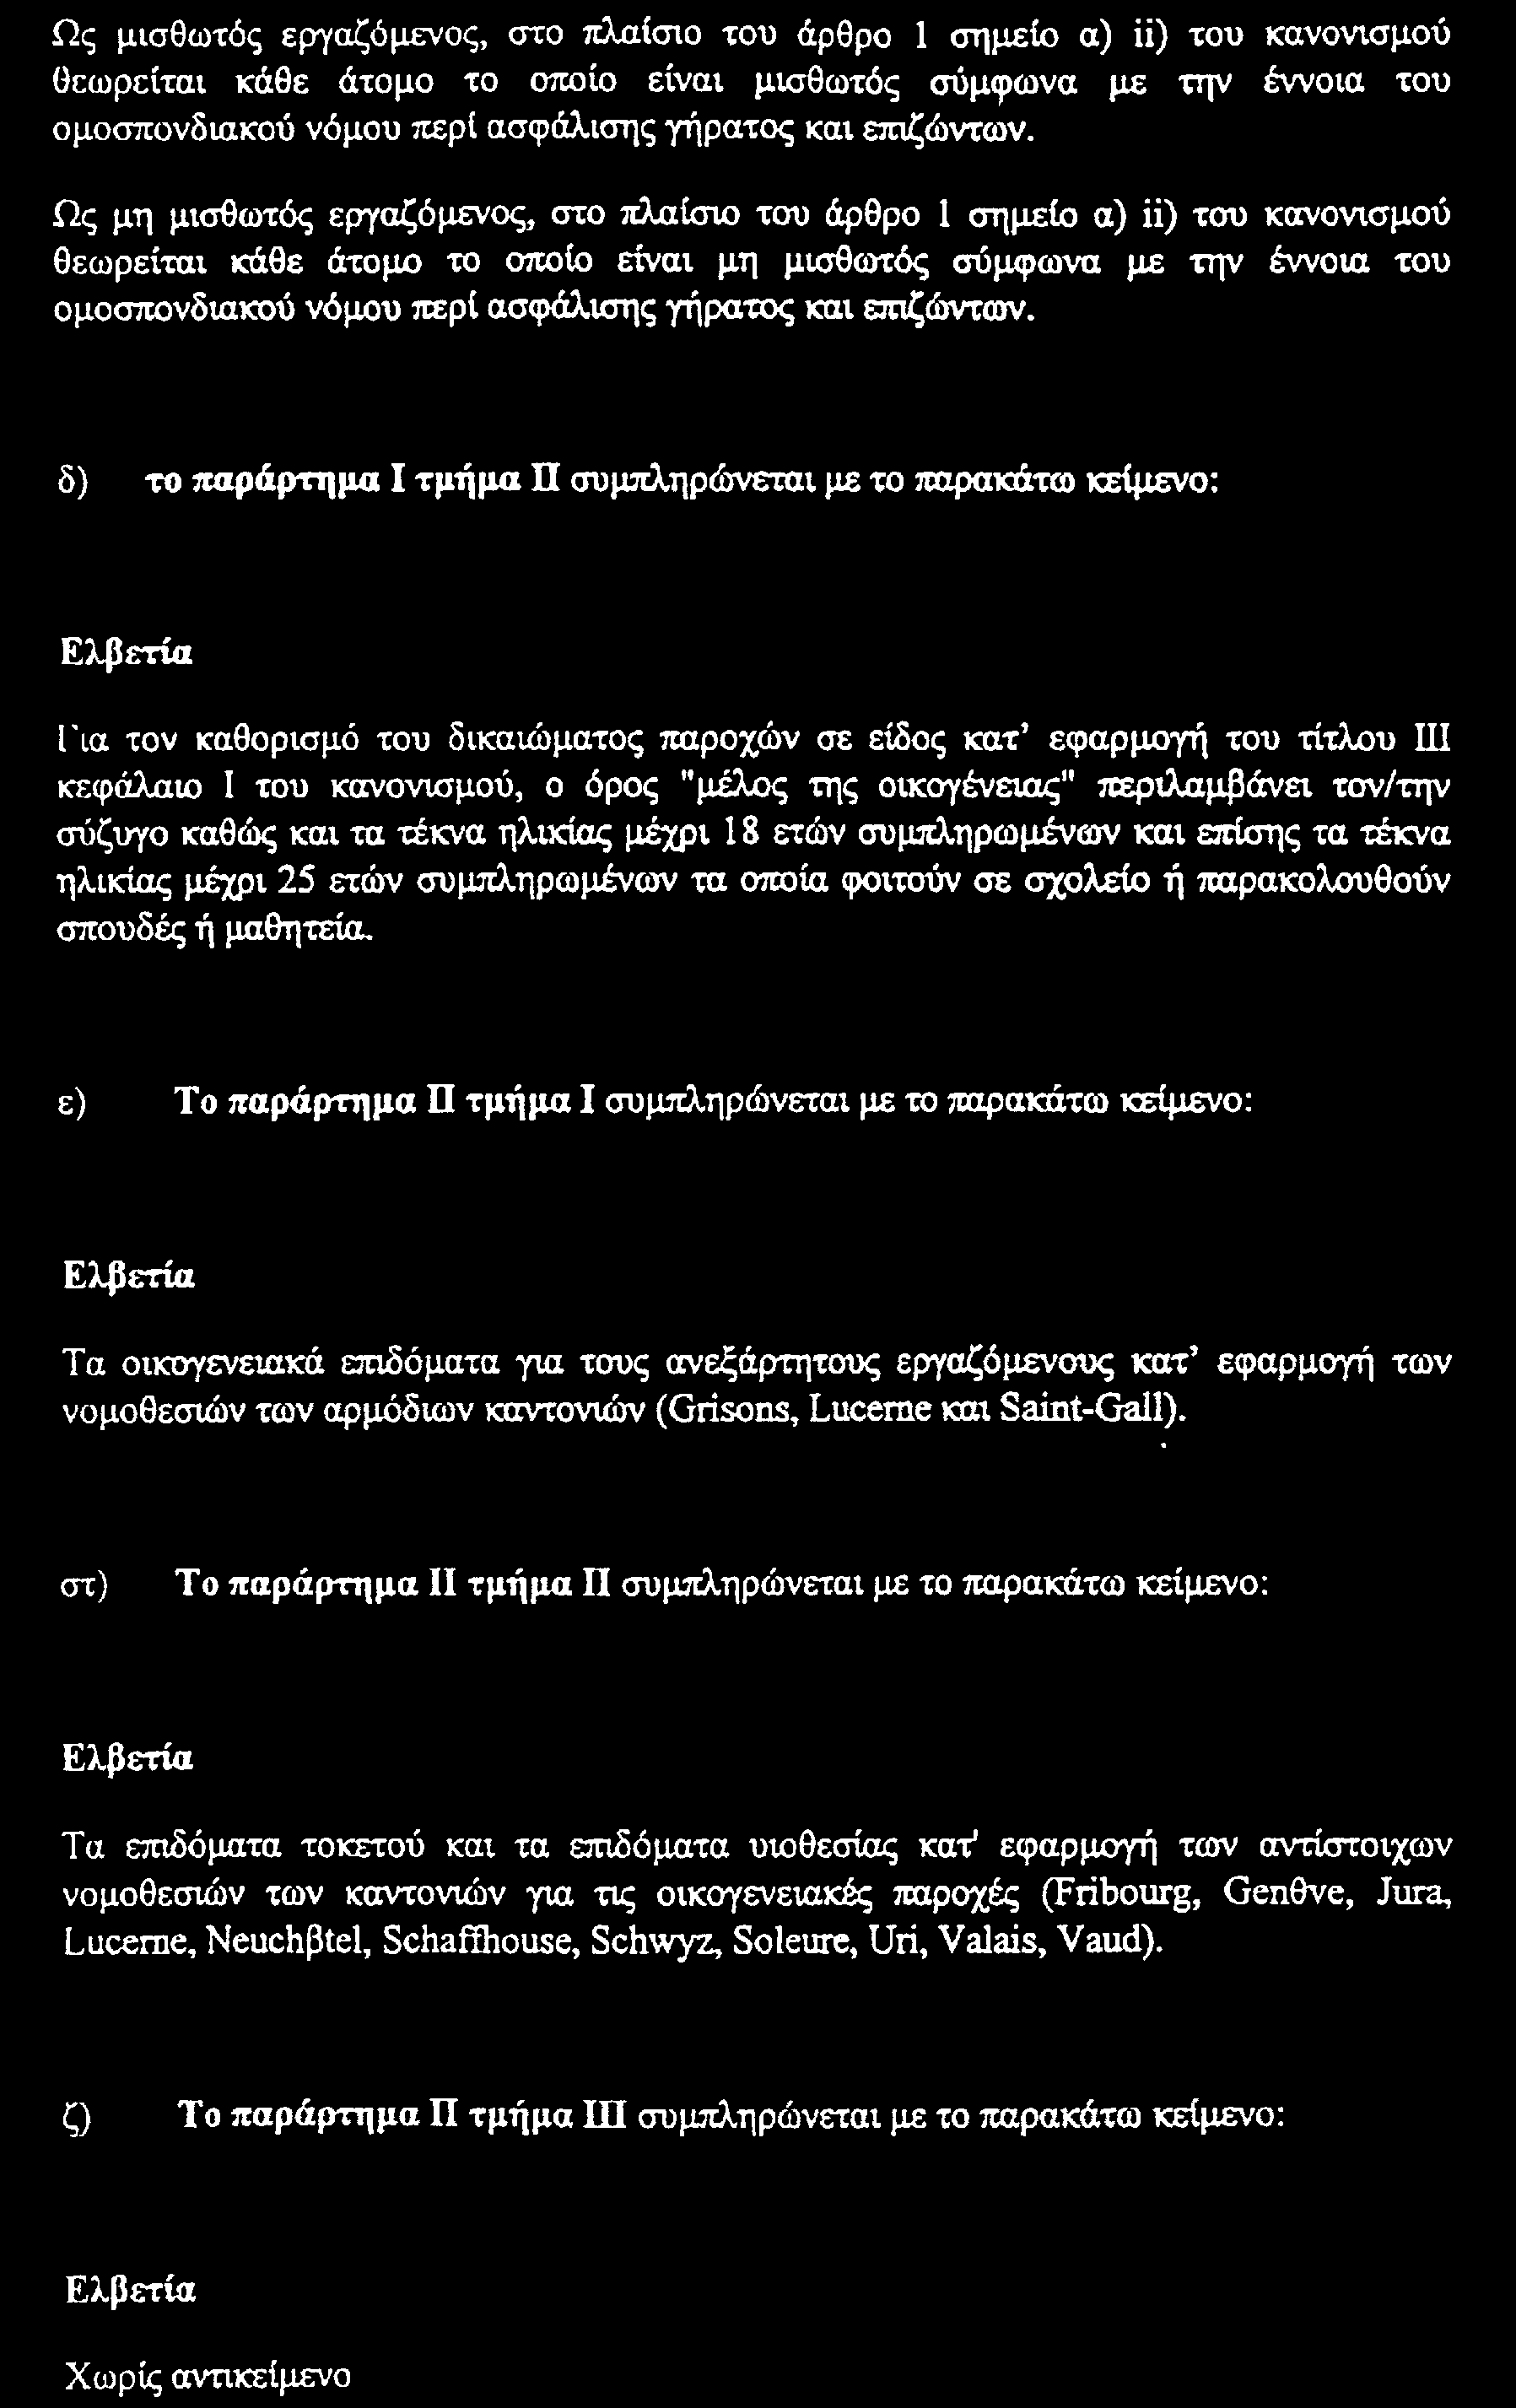 Ως μισθωτός εργαζόμενος, στο πλαίσιο του άρθρο 1 σημείο α) ii) του κανονισμού
θεωρείται κάθε άτομο το οποίο είναι μισθωτός σύμφωνα με την έννοια του
ομοσπονδιακού νόμου περί ασφάλισης γήρατος και επιζώντων.
Ως μη μισθωτός εργαζόμενος, στο πλαίσιο του άρθρο 1 σημείο α) ii) του κανονισμού
θεωρείται κάθε άτομο το οποίο είναι μη μισθωτός σύμφωνα με την έννοια του
ομοσπονδιακού νόμου περί ασφάλισης γήρατος και επιζώντων.
δ) το παράρτημα I τμήμα II συμπληρώνεται με το παρακάτω κείμενο:
Ελβετία
Για τον καθορισμό του δικαιώματος παροχών σε είδος κατ’ εφαρμογή του τίτλου III
κεφάλαιο I του κανονισμού, ο όρος "μέλος της οικογένειας" περιλαμβάνει τον/την
σύζυγο καθώς και τα τέκνα ηλικίας μέχρι 18 ετών συμπληρωμένων και επίσης τα τέκνα
ηλικίας μέχρι 25 ετών συμπληρωμένων τα οποία φοιτούν σε σχολείο ή παρακολουθούν
σπουδές ή μαθητεία.
ε) Το παράρτημα II τμήμα I συμπληρώνεται με το παρακάτω κείμενο:
Ελβετία
Τα οικογενειακά επιδόματα για τους ανεξάρτητους εργαζόμενους κατ’ εφαρμογή των
νομοθεσιών των αρμόδιων καντονιών (Grisons, Lucerne και Saint-Gall).
στ) Το παράρτημα II τμήμα II συμπληρώνεται με το παρακάτω κείμενο:
Ελβετία
Τα επιδόματα τοκετού και τα επιδόματα υιοθεσίας κατ' εφαρμογή των αντίστοιχων
νομοθεσιών των καντονιών για τις οικογενειακές παροχές (Fribourg, Genθve, Jura,
Lucerne, Neuchβtel, Schaffhouse, Schwyz, Soleure, Uri, Valais, Vaud).
ζ) Το παράρτημα II τμήμα III συμπληρώνεται με το παρακάτω κείμενο:
Ελβετία
Χωρίς αντικείμενο